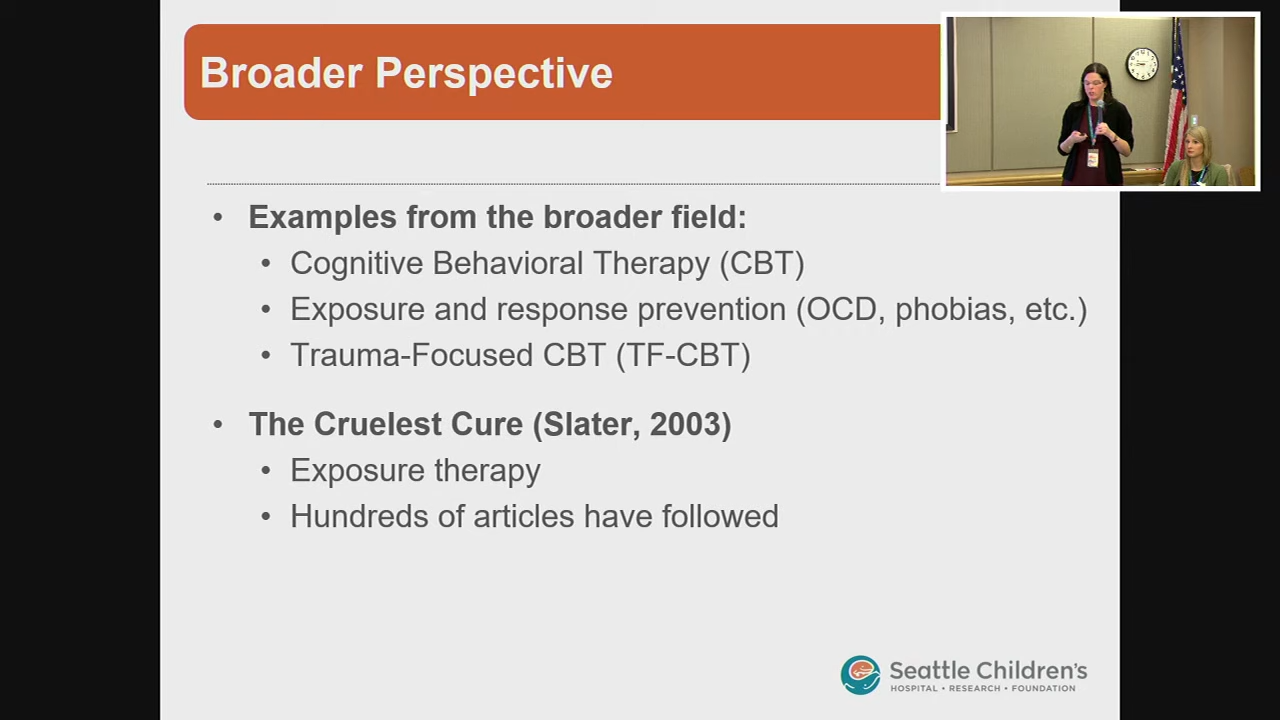 Broader Perspective
• Examples from the broader field:
• Cognitive Behavioral Therapy (CBT)
• Exposure and response prevention (OCD, phobias, etc.)
• Trauma-Focused CBT (TF-CBT)
• The Cruelest Cure (Slater, 2003)
• Exposure therapy
• Hundreds of articles have followed
Seattle Children's
HOSPITAL • RESEARCH • FOUNDATION